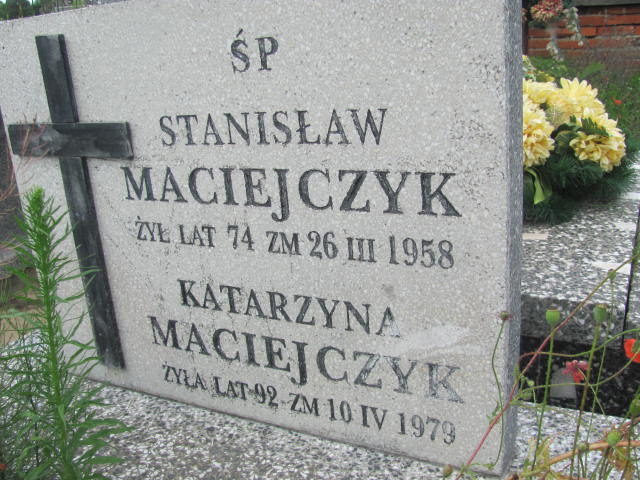 ŚP
STANISŁAW
MACIEJCZYK
ŻYŁ LAT 74 ZM 26 III 1958
KATARZYNA
MACIEJCZYK
ŻYŁA LAT 92 ZM 10 IV 1979